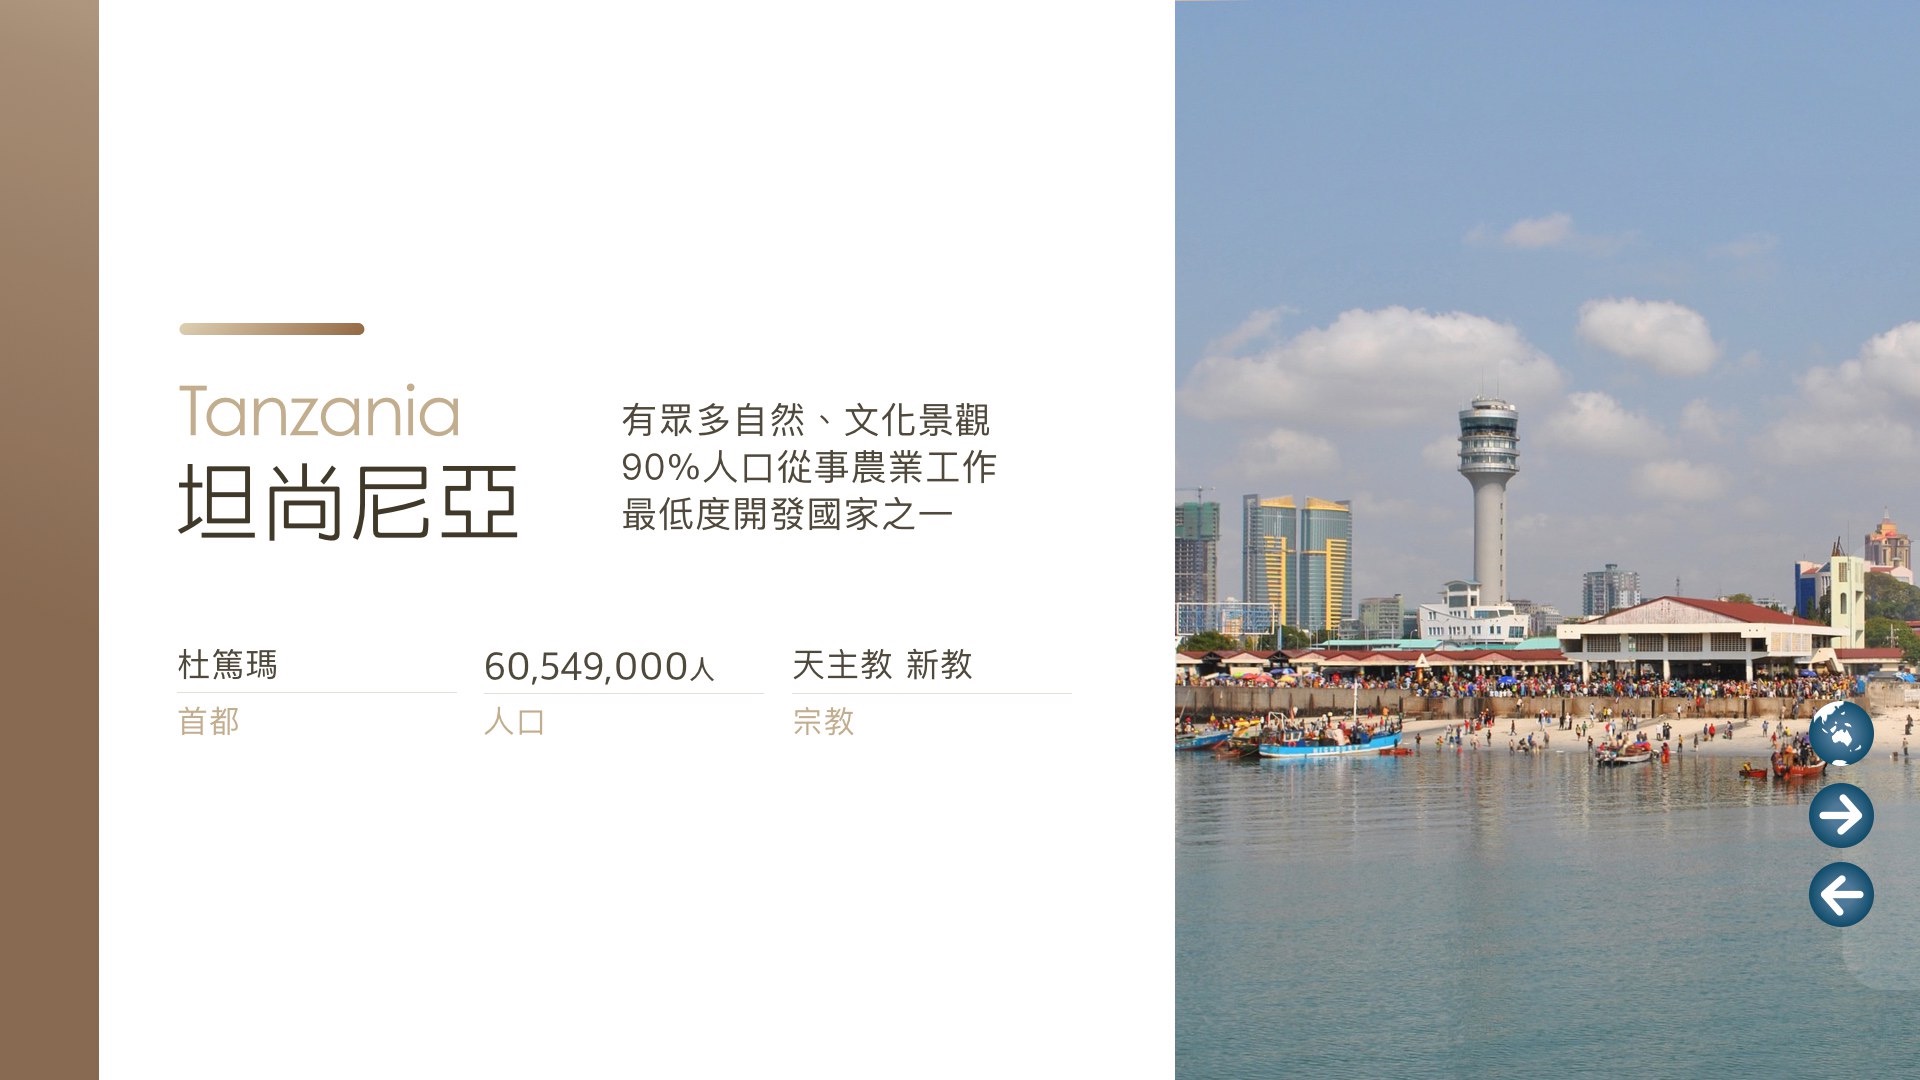 Tanzania
坦尚尼亞
有眾多自然、文化景觀
90%人口從事農業工作
最低度開發國家之一
杜篤瑪
首都
60,549,000人
人口
天主教 新教
宗教